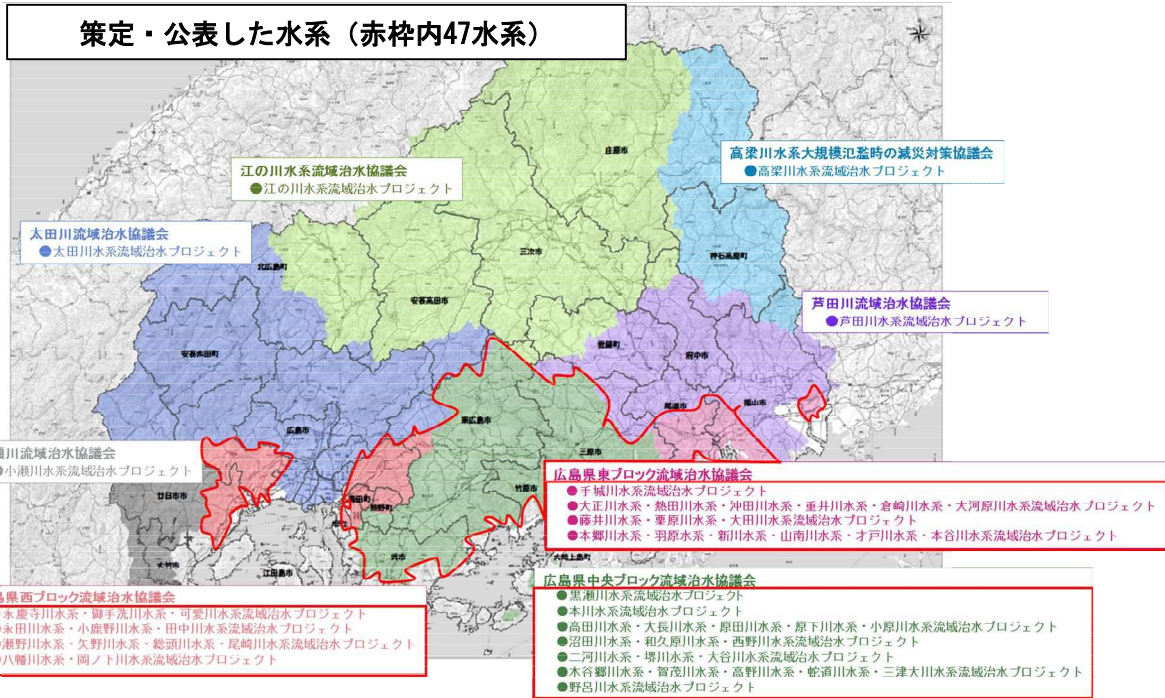 策定・公表した水系（赤枠内47水系）
庄原市
高梁川水系大規模氾濫時の減災対策協議会
●高梁川水系流域治水プロジェクト
江の川水系流域治水協議会
●江の川水系流域治水プロジェクト
太田川流域治水協議会
●太田川水系流域治水プロジェクト
三次市
神石高原町
北広島町
安芸高田市
芦田川流域治水協議会
●芦田川水系流域治水プロジェクト
世羅町
府中市
安芸太田町
尾道市
福山市
東広島市
広島市
三原市
瀬川流域治水協議会
●小瀬川水系流域治水プロジェクト
廿日市市
竹原市
海田町
熊野町
広島県東ブロック流域治水協議会
●手城川水系流域治水プロジェクト
●大正川水系・熱田川水系・沖田川水系・重井川水系・倉崎川水系・大河原川水系流域治水プロジェクト
●藤井川水系・栗原川水系・大田川水系流域治水プロジェクト
●本郷川水系・羽原水系・新川水系・山南川水系・才戸川水系・本谷川水系流域治水プロジェクト
呉市
大竹市
江田島市
大崎上島町
島県西ブロック流域治水協議会
●永慶寺川水系・御手洗川水系・可愛川水系流域治水プロジェクト
●永田川水系・小鹿野川水系・田中川水系流域治水プロジェクト
●瀬野川水系・矢野川水系・総頭川水系・尾崎川水系流域治水プロジェクト
●八幡川水系・岡ノ下川水系流域治水プロジェクト
広島県中央ブロック流域治水協議会
●黒瀬川水系流域治水プロジェクト
●本川水系流域治水プロジェクト
●高田川水系・大長川水系・原田川水系・原下川水系・小原川水系流域治水プロジェクト
●沼田川水系・和久原川水系・西野川水系流域治水プロジェクト
●二河川水系・堺川水系・大谷川水系流域治水プロジェクト
●木谷郷川水系・賀茂川水系・高野川水系・蛇道川水系・三津大川水系流域治水プロジェクト
●野呂川水系流域治水プロジェクト